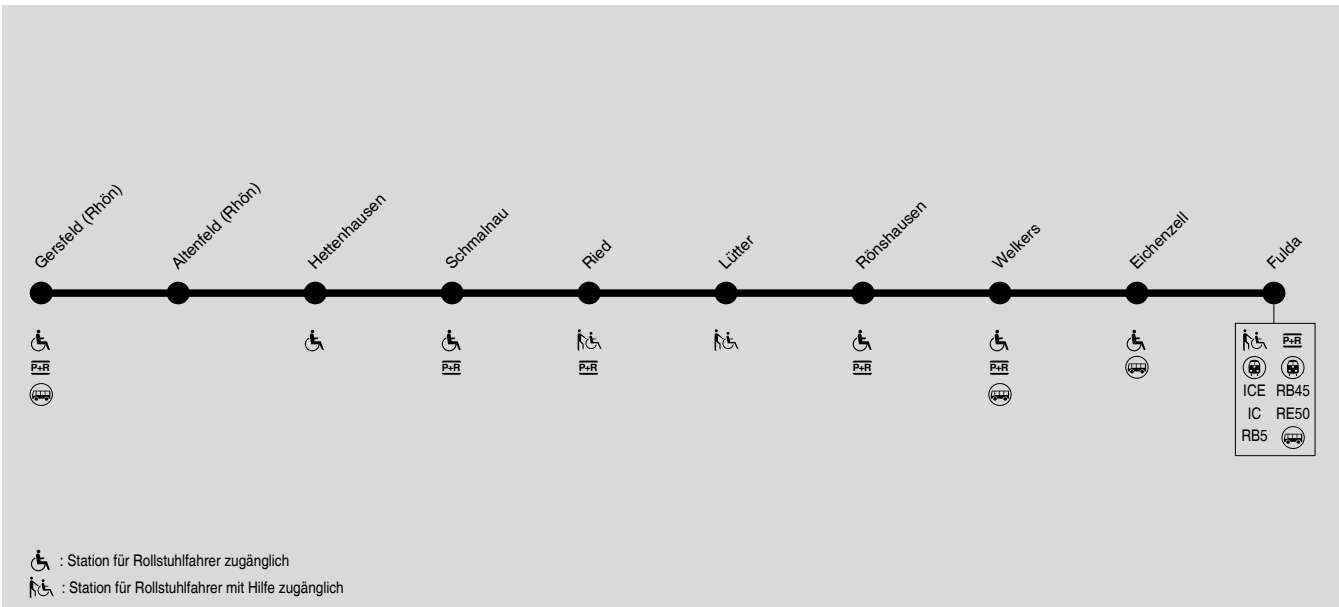 Gersfeld (Rhön)
Altenfeld (Rhön)
Hettenhausen
Schmalnau
Ried
Lütter
Rönshausen
Welkers
Eichenzell
Fulda
P+R
P+R
P+R
P+R
P+R
P+R
ICE RB45
IC RE50
RB5
: Station für Rollstuhlfahrer zugänglich
: Station für Rollstuhlfahrer mit Hilfe zugänglich